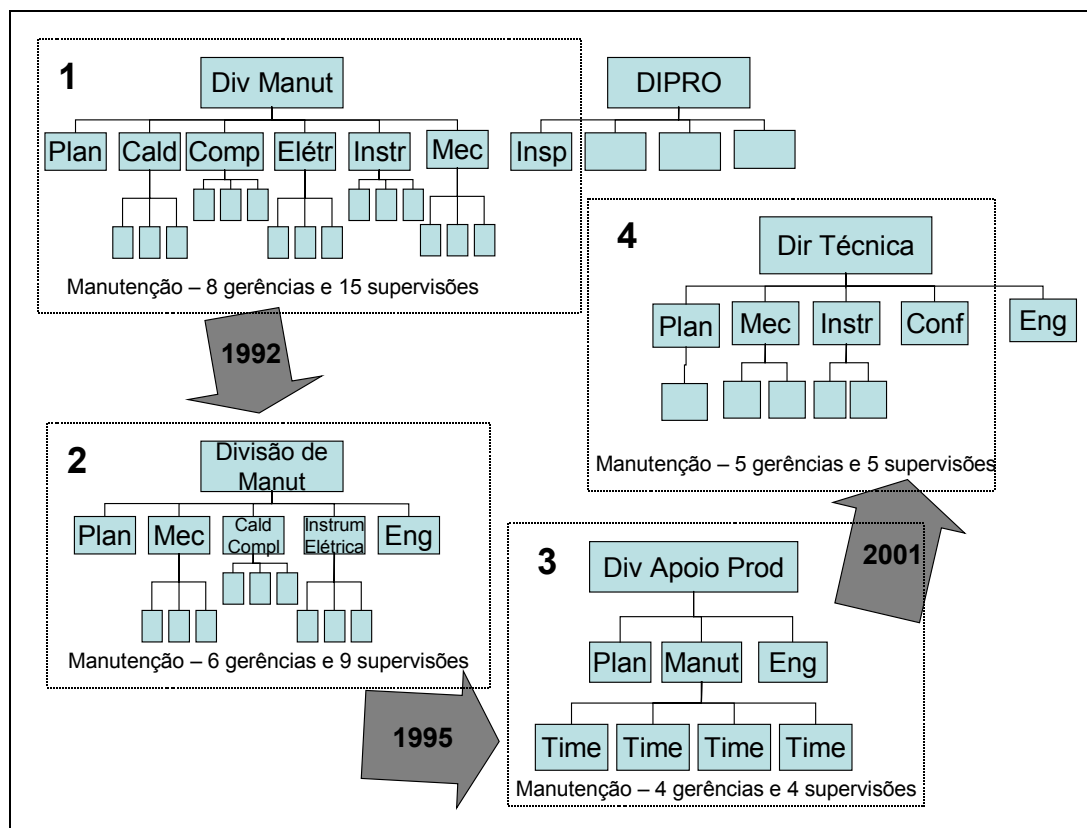 1
Div Manut
DIPRO
Plan
Cald
Comp
Elétr
Instr
Mec
Insp
Manutenção – 8 gerências e 15 supervisões
1992
2
Divisão de
Manut
Plan
Mec
Cald
Compl
Instrum
Elétrica
Eng
Manutenção – 6 gerências e 9 supervisões
1995
3
Div Apoio Prod
Plan
Manut
Eng
Time
Time
Time
Time
Manutenção – 4 gerências e 4 supervisões
2001
4
Dir Técnica
Plan
Mec
Instr
Conf
Eng
Manutenção – 5 gerências e 5 supervisões